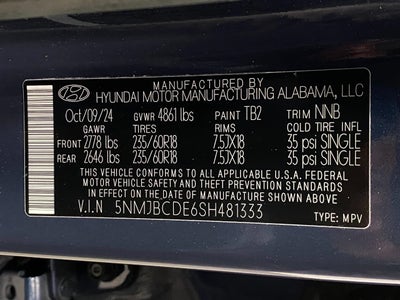 MANUFACTURED BY
HYUNDAI MOTOR MANUFACTURING ALABAMA, LLC
Oct/09/24 GVWR 4861 lbs PAINT TB2 TRIM NNB
GAWR TIRES RIMS COLD TIRE INFLATION
FRONT 2778 lbs 235/60R18 7.5JX18 35 psi SINGLE
REAR 2646 lbs 235/60R18 7.5JX18 35 psi SINGLE
THIS VEHICLE CONFORMS TO ALL APPLICABLE U.S.A. FEDERAL
MOTOR VEHICLE SAFETY AND THEFT PREVENTION STANDARDS
IN EFFECT ON THE DATE OF MANUFACTURE SHOWN ABOVE.
V.I.N 5NMJBCDE6SH481333 TYPE: MPV